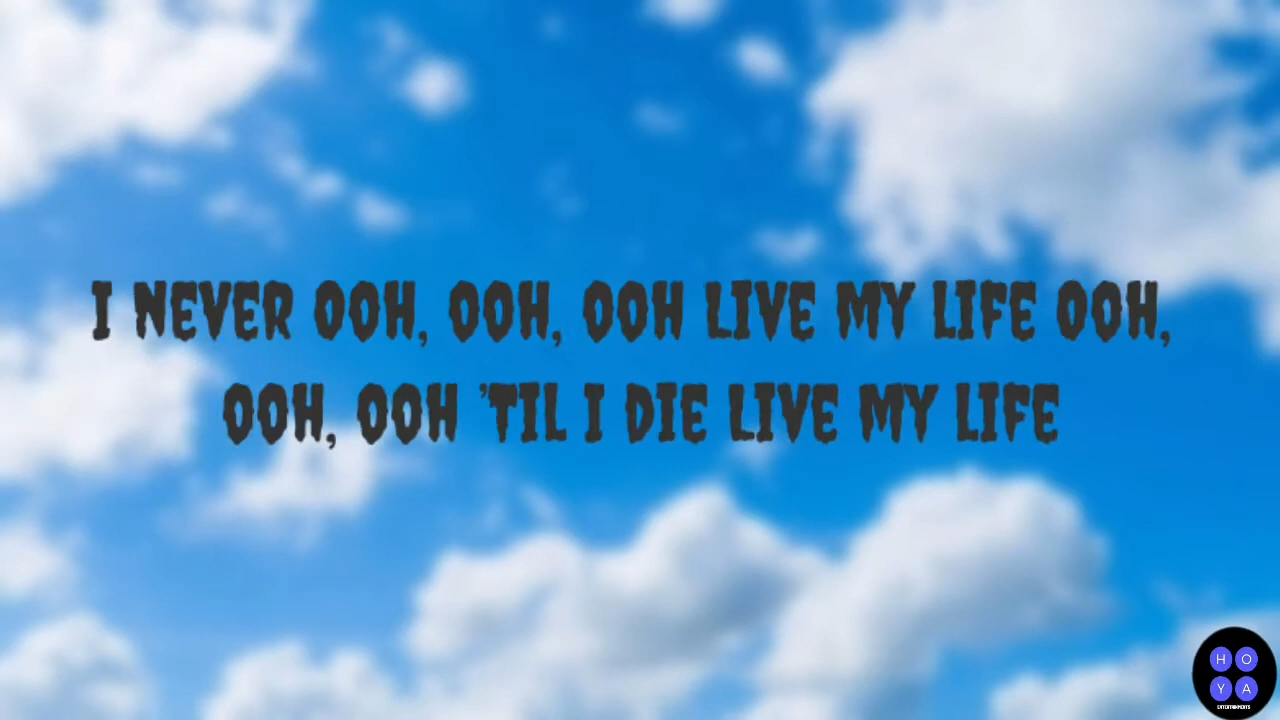 I NEVER OOH, OOH, OOH LIVE MY LIFE OOH,
OOH, OOH 'TIL I DIE LIVE MY LIFE
H O
Y A
ENTERTAINMENTS